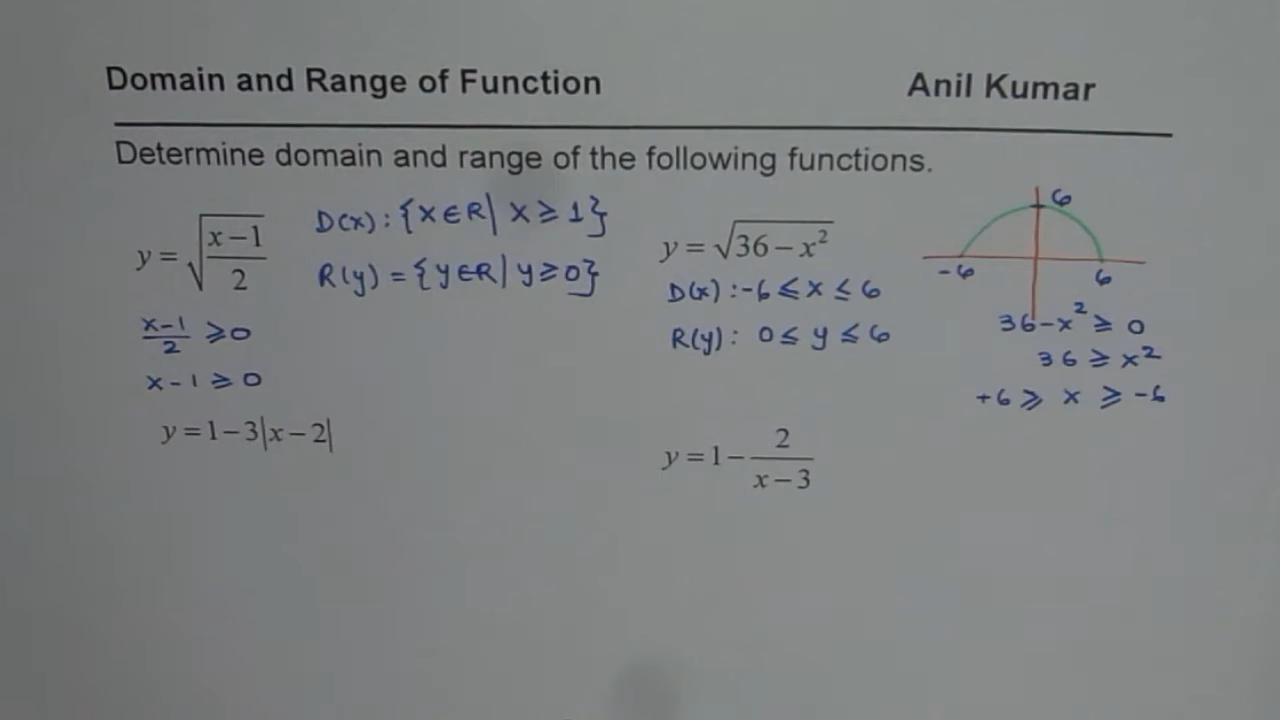 Domain and Range of Function Anil Kumar
Determine domain and range of the following functions.
y = √((x−1)/2)
D(x) : {x∈R | x ≥ 1}
R(y) = {y∈R | y ≥ 0}
(x−1)/2 ≥ 0
x − 1 ≥ 0
y = √(36 − x²)
D(x) : −6 ≤ x ≤ 6
R(y) : 0 ≤ y ≤ 6
6
−6 6
36 − x² ≥ 0
36 ≥ x²
+6 ≥ x ≥ −6
y = 1 − 3|x − 2|
y = 1 − 2/(x − 3)